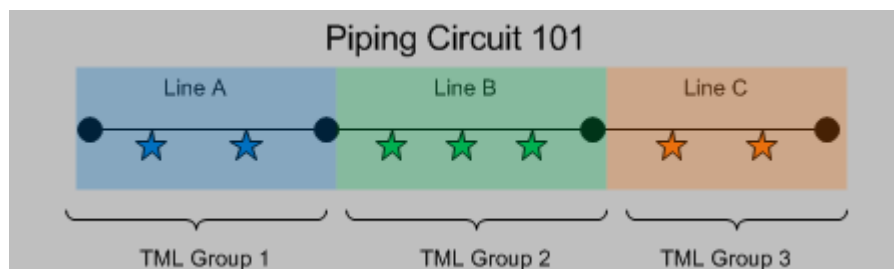 Piping Circuit 101
Line A
Line B
Line C
TML Group 1
TML Group 2
TML Group 3